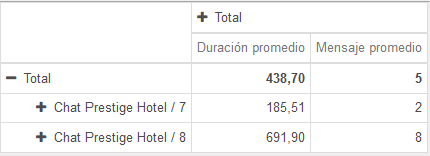 Total
Duración promedio Mensaje promedio
Total 438,70 5
Chat Prestige Hotel / 7 185,51 2
Chat Prestige Hotel / 8 691,90 8